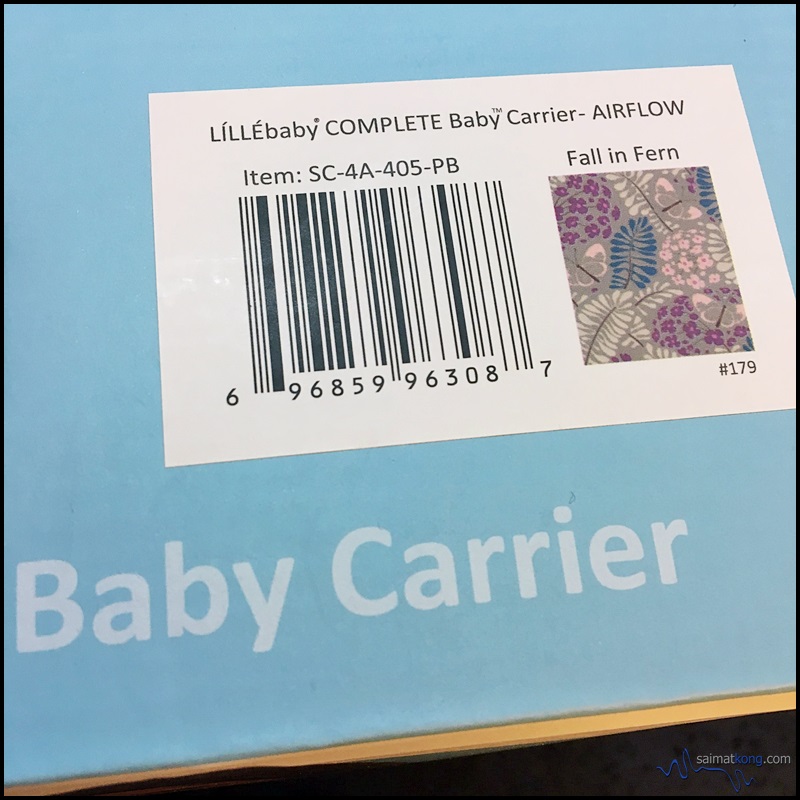 LÍLLÉbaby® COMPLETE Baby™ Carrier- AIRFLOW
Item: SC-4A-405-PB
Fall in Fern
6 96859 96308 7
#179
Baby Carrier
saimatkong.com